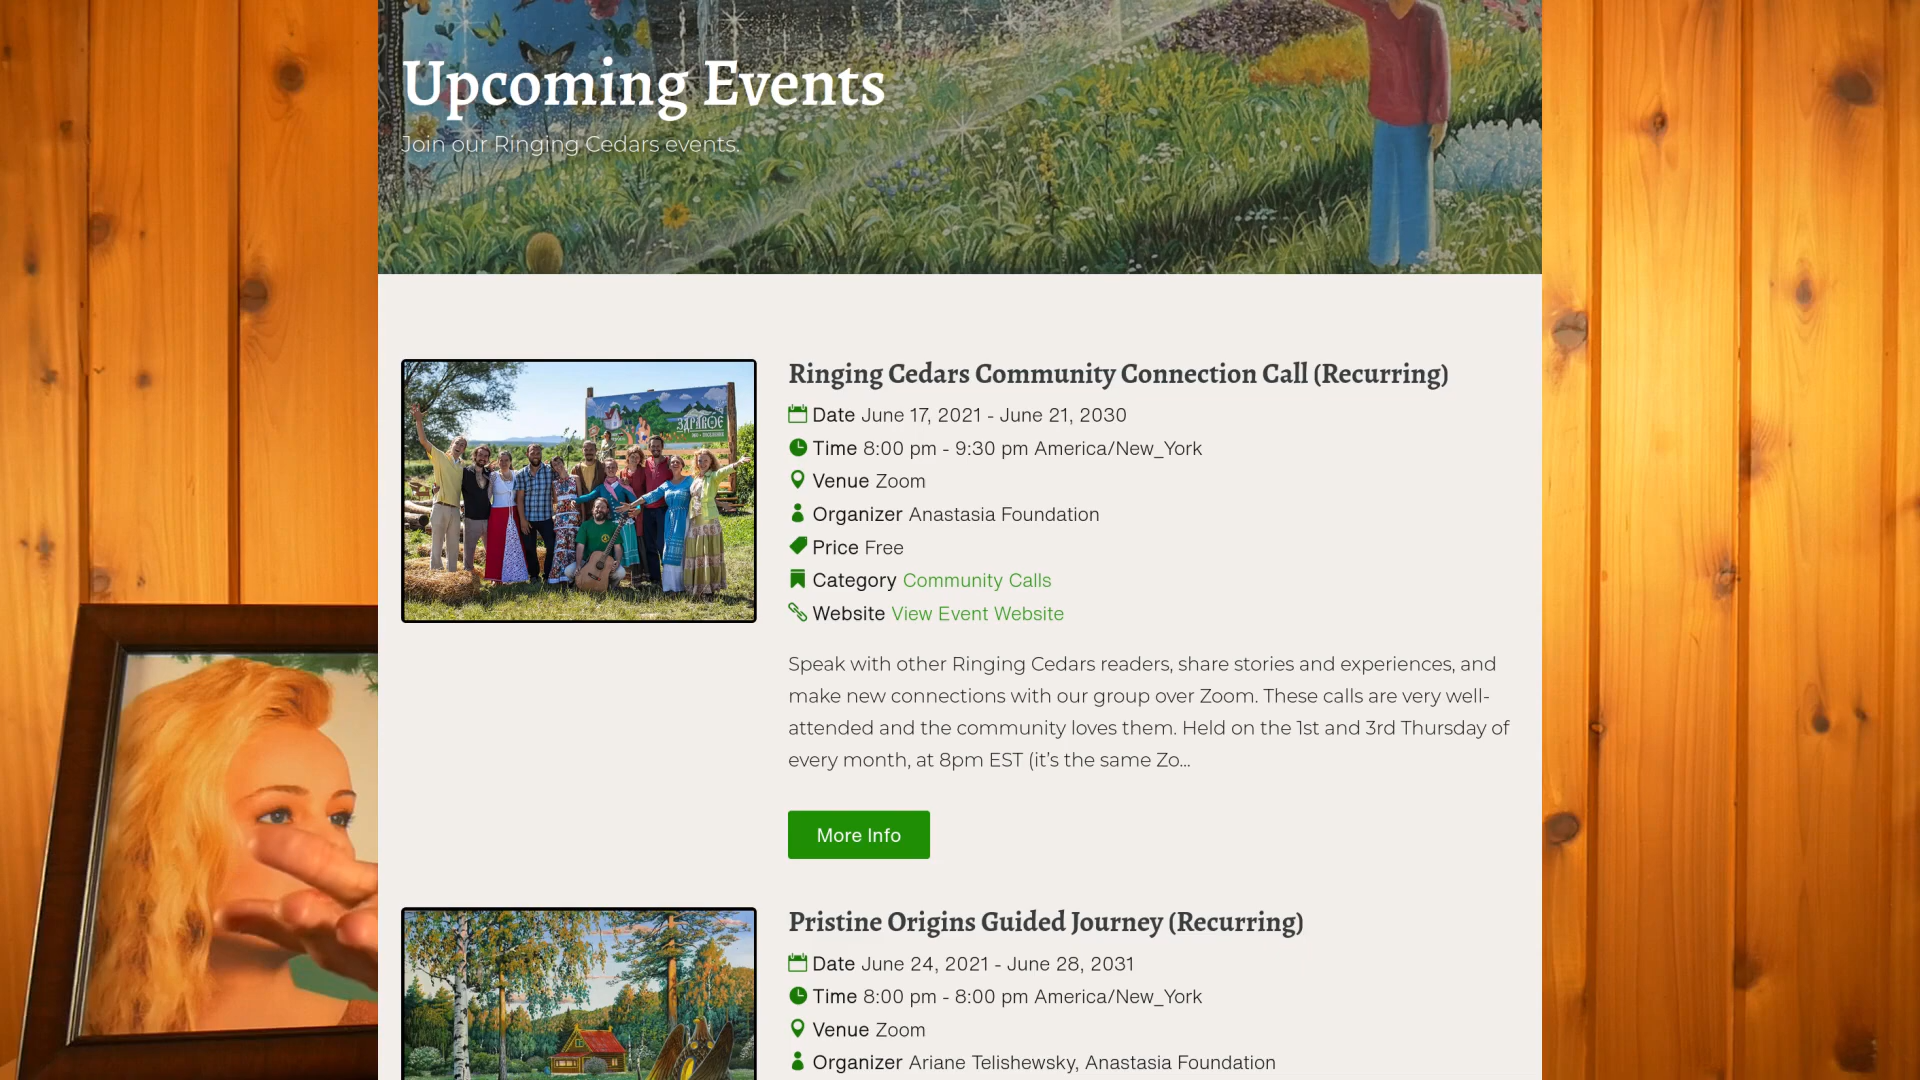 Upcoming Events
Join our Ringing Cedars events.
Ringing Cedars Community Connection Call (Recurring)
Date June 17, 2021 - June 21, 2030
Time 8:00 pm - 9:30 pm America/New_York
Venue Zoom
Organizer Anastasia Foundation
Price Free
Category Community Calls
Website View Event Website
Speak with other Ringing Cedars readers, share stories and experiences, and
make new connections with our group over Zoom. These calls are very well-
attended and the community loves them. Held on the 1st and 3rd Thursday of
every month, at 8pm EST (it's the same Zo...
More Info
Pristine Origins Guided Journey (Recurring)
Date June 24, 2021 - June 28, 2031
Time 8:00 pm - 8:00 pm America/New_York
Venue Zoom
Organizer Ariane Telishewsky, Anastasia Foundation